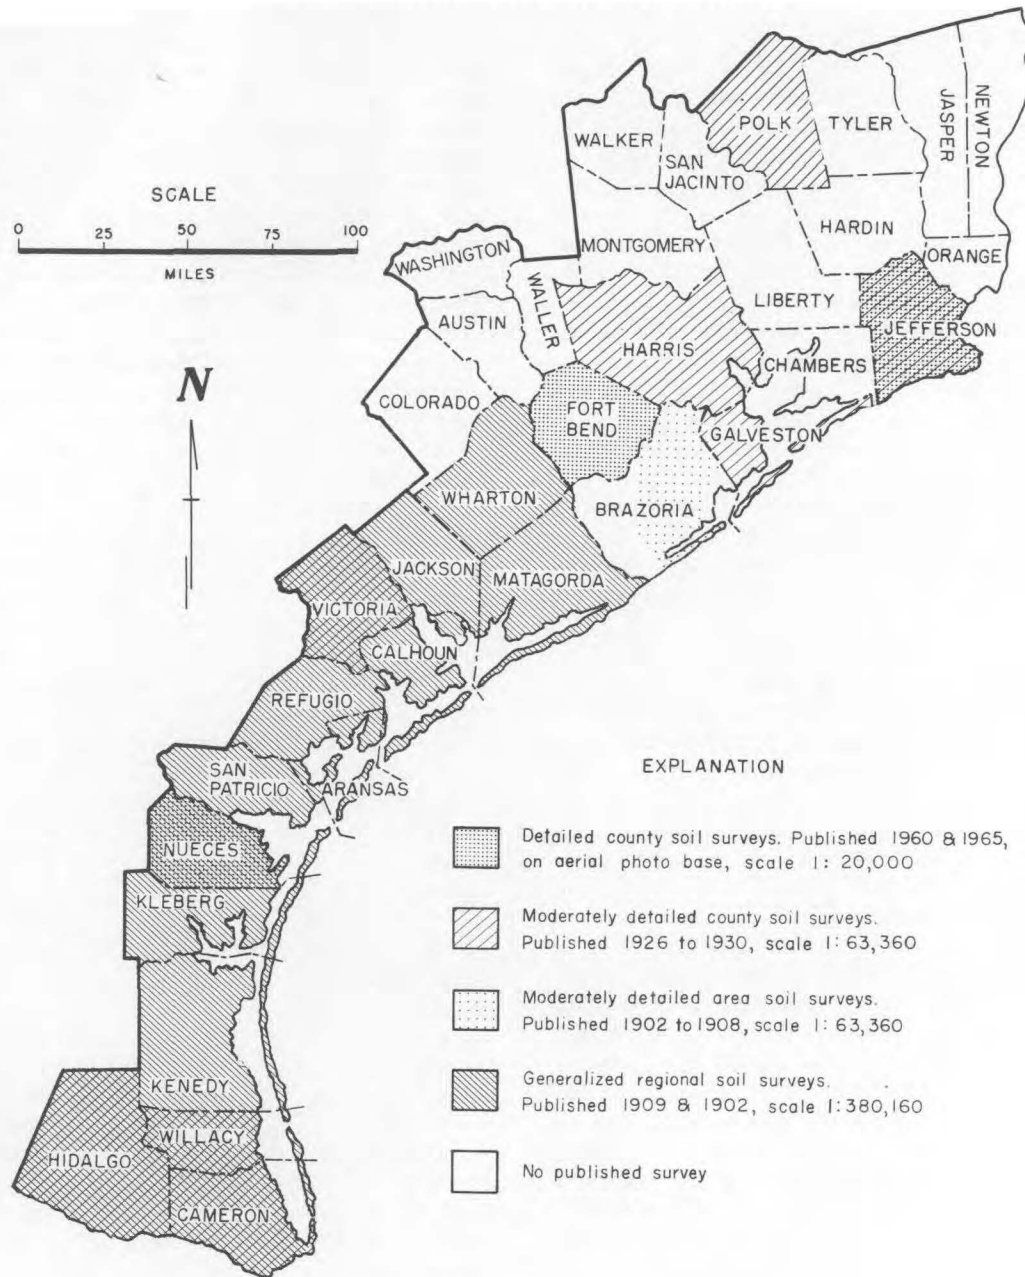 SCALE
0 25 50 75 100
MILES
N
WALKER
SAN
JACINTO
POLK
TYLER
JASPER
NEWTON
HARDIN
ORANGE
MONTGOMERY
LIBERTY
JEFFERSON
WASHINGTON
WALLER
AUSTIN
HARRIS
CHAMBERS
COLORADO
FORT
BEND
GALVESTON
WHARTON
BRAZORIA
JACKSON
MATAGORDA
VICTORIA
CALHOUN
REFUGIO
SAN
PATRICIO
ARANSAS
NUECES
KLEBERG
KENEDY
WILLACY
HIDALGO
CAMERON
EXPLANATION
Detailed county soil surveys. Published 1960 & 1965,
on aerial photo base, scale 1: 20,000
Moderately detailed county soil surveys.
Published 1926 to 1930, scale 1: 63,360
Moderately detailed area soil surveys.
Published 1902 to 1908, scale 1: 63,360
Generalized regional soil surveys.
Published 1909 & 1902, scale 1:380,160
No published survey